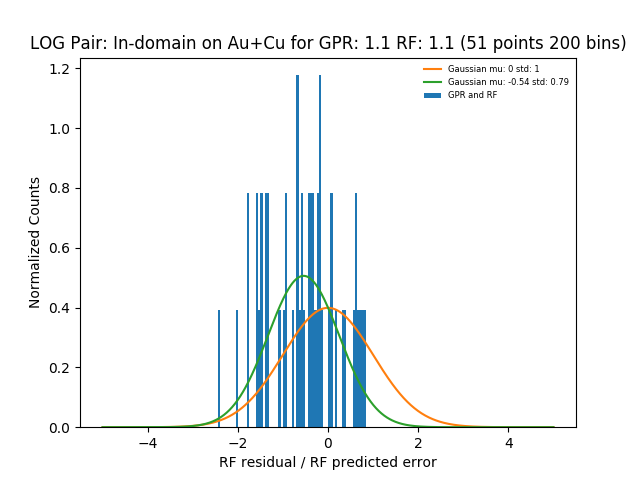 LOG Pair: In-domain on Au+Cu for GPR: 1.1 RF: 1.1 (51 points 200 bins)
Gaussian mu: 0 std: 1
Gaussian mu: -0.54 std: 0.79
GPR and RF
Normalized Counts
1.2
1.0
0.8
0.6
0.4
0.2
0.0
−4
−2
0
2
4
RF residual / RF predicted error